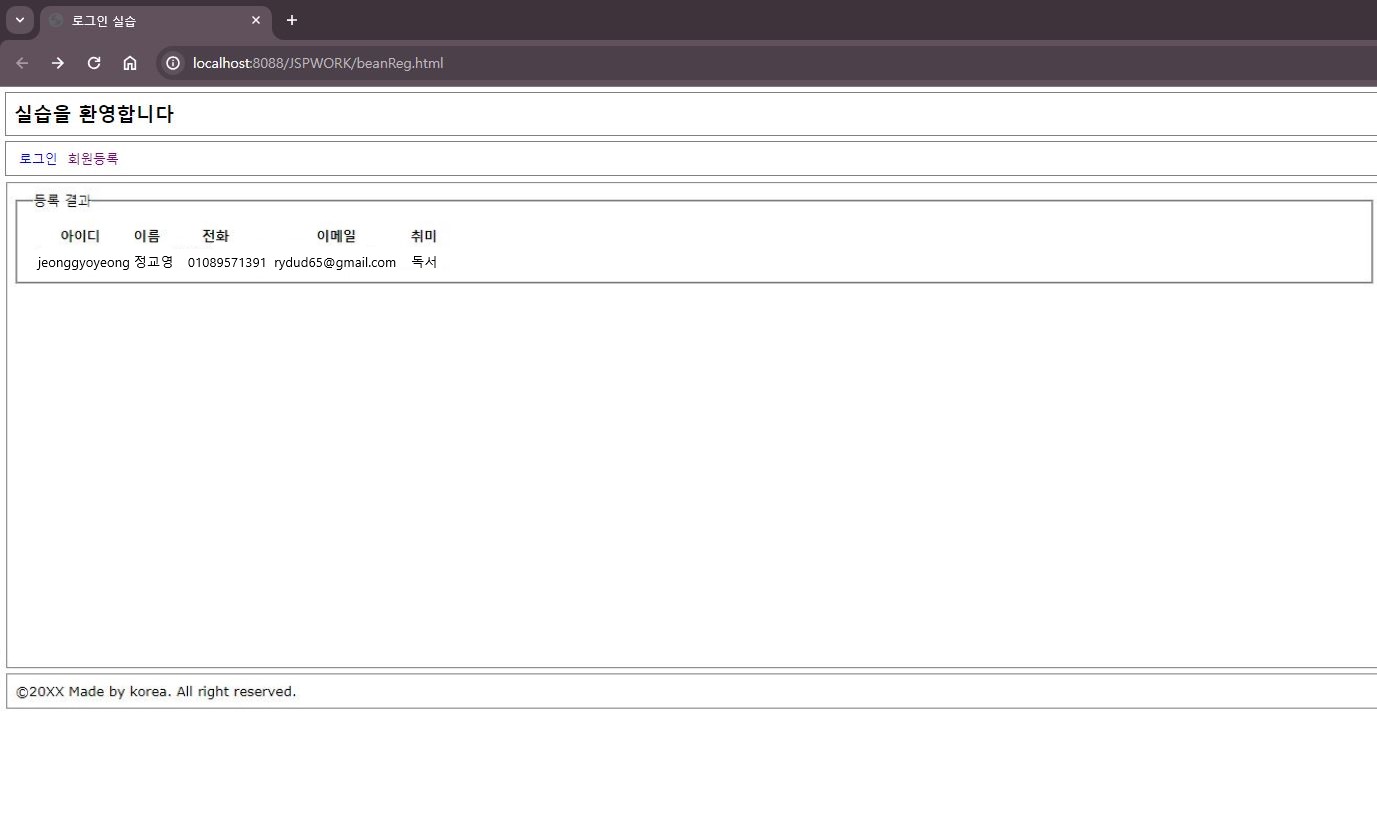 로그인 실습
localhost:8088/JSPWORK/beanReg.html
실습을 환영합니다
로그인 회원등록
등록 결과
아이디 이름 전화 이메일 취미
jeonggyoyeong 정교영 01089571391 rydud65@gmail.com 독서
©20XX Made by korea. All right reserved.